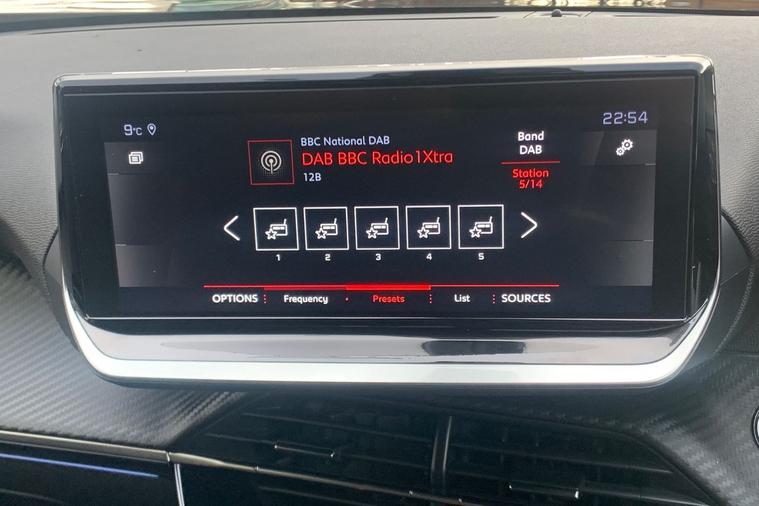 9°C
22:54
BBC National DAB
DAB BBC Radio1Xtra
12B
Band
DAB
Station
5/14
1 2 3 4 5
OPTIONS Frequency Presets List SOURCES